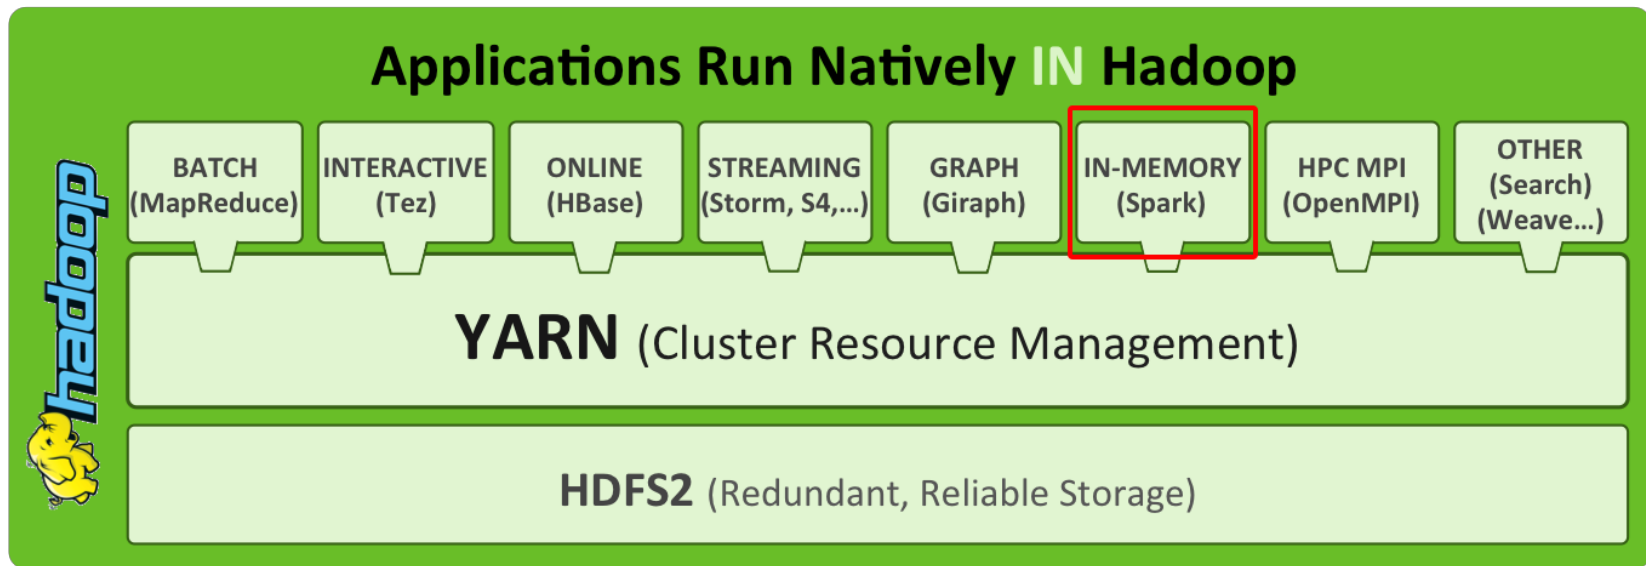 Applications Run Natively IN Hadoop
hadoop
BATCH
(MapReduce)
INTERACTIVE
(Tez)
ONLINE
(HBase)
STREAMING
(Storm, S4,...)
GRAPH
(Giraph)
IN-MEMORY
(Spark)
HPC MPI
(OpenMPI)
OTHER
(Search)
(Weave...)
YARN (Cluster Resource Management)
HDFS2 (Redundant, Reliable Storage)